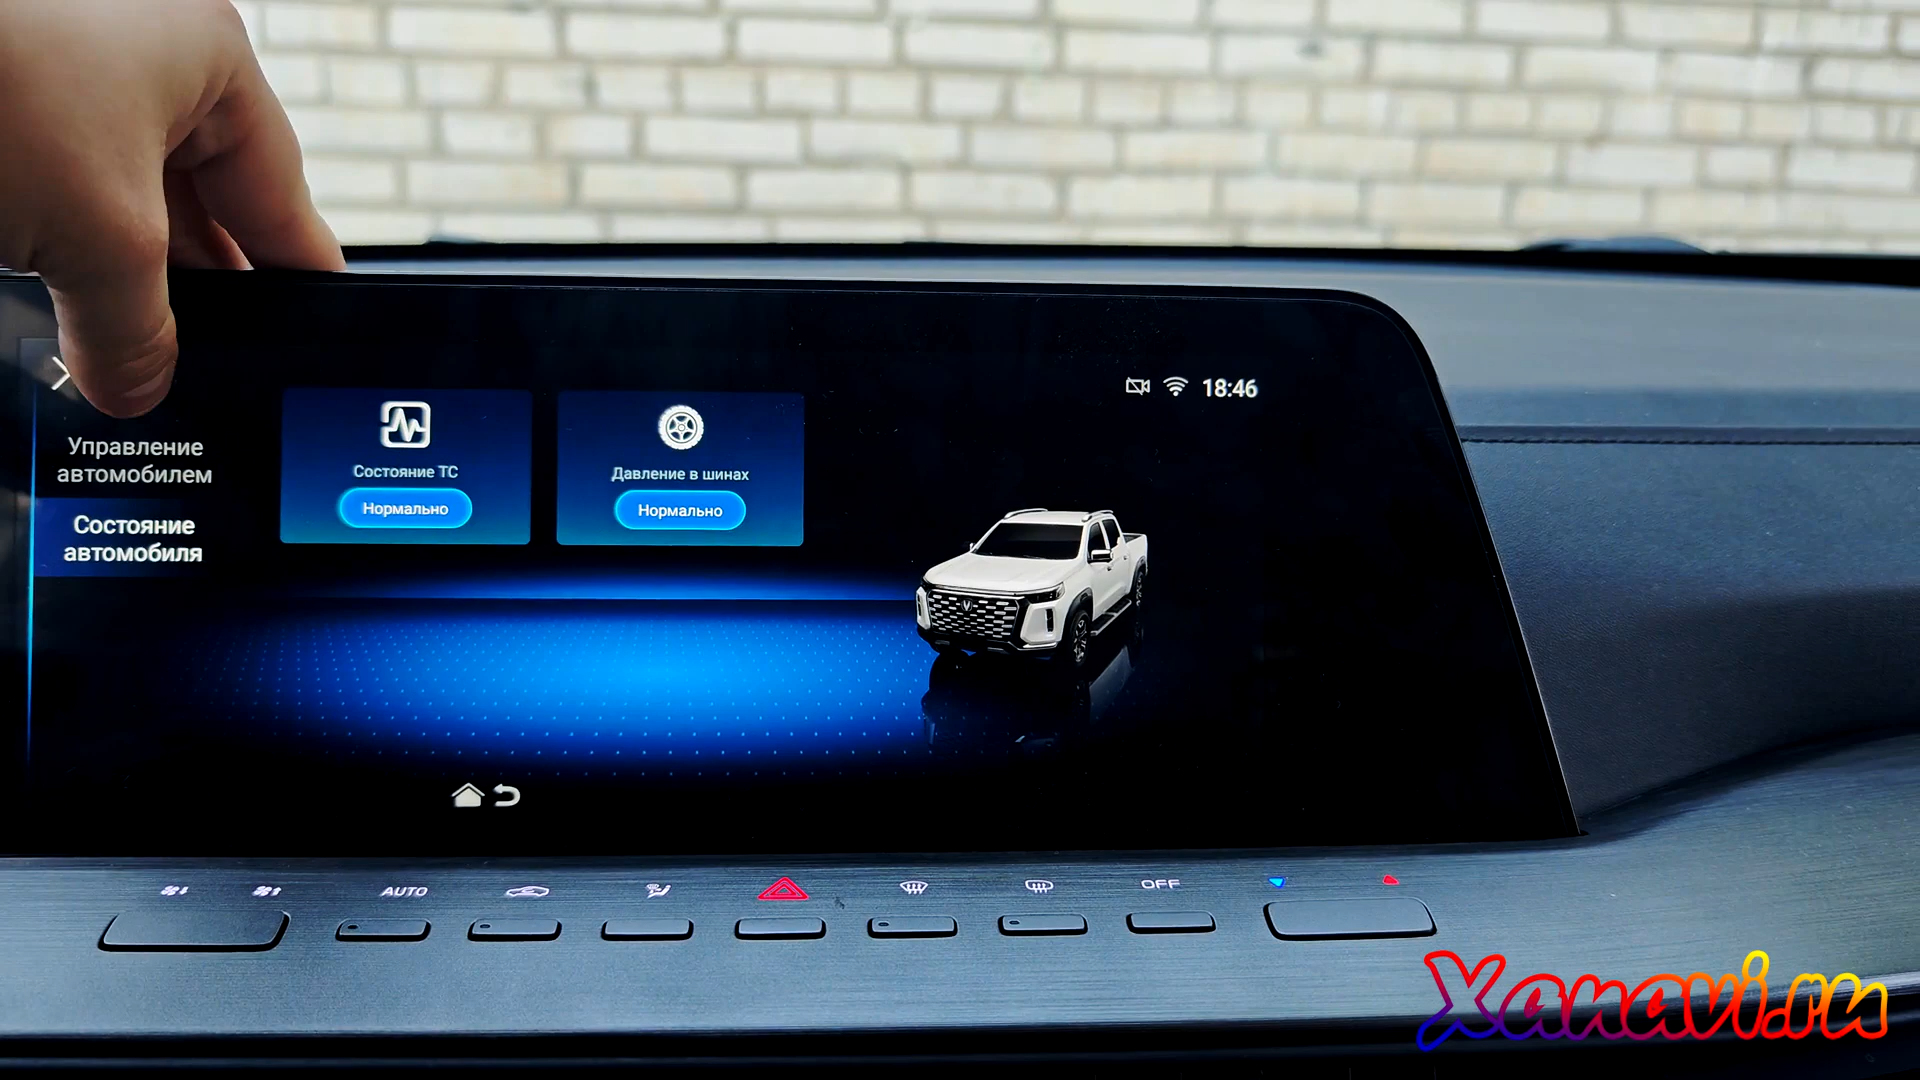 18:46
Управление
автомобилем
Состояние
автомобиля
Состояние ТС
Нормально
Давление в шинах
Нормально
AUTO
OFF
Xanavi.ru